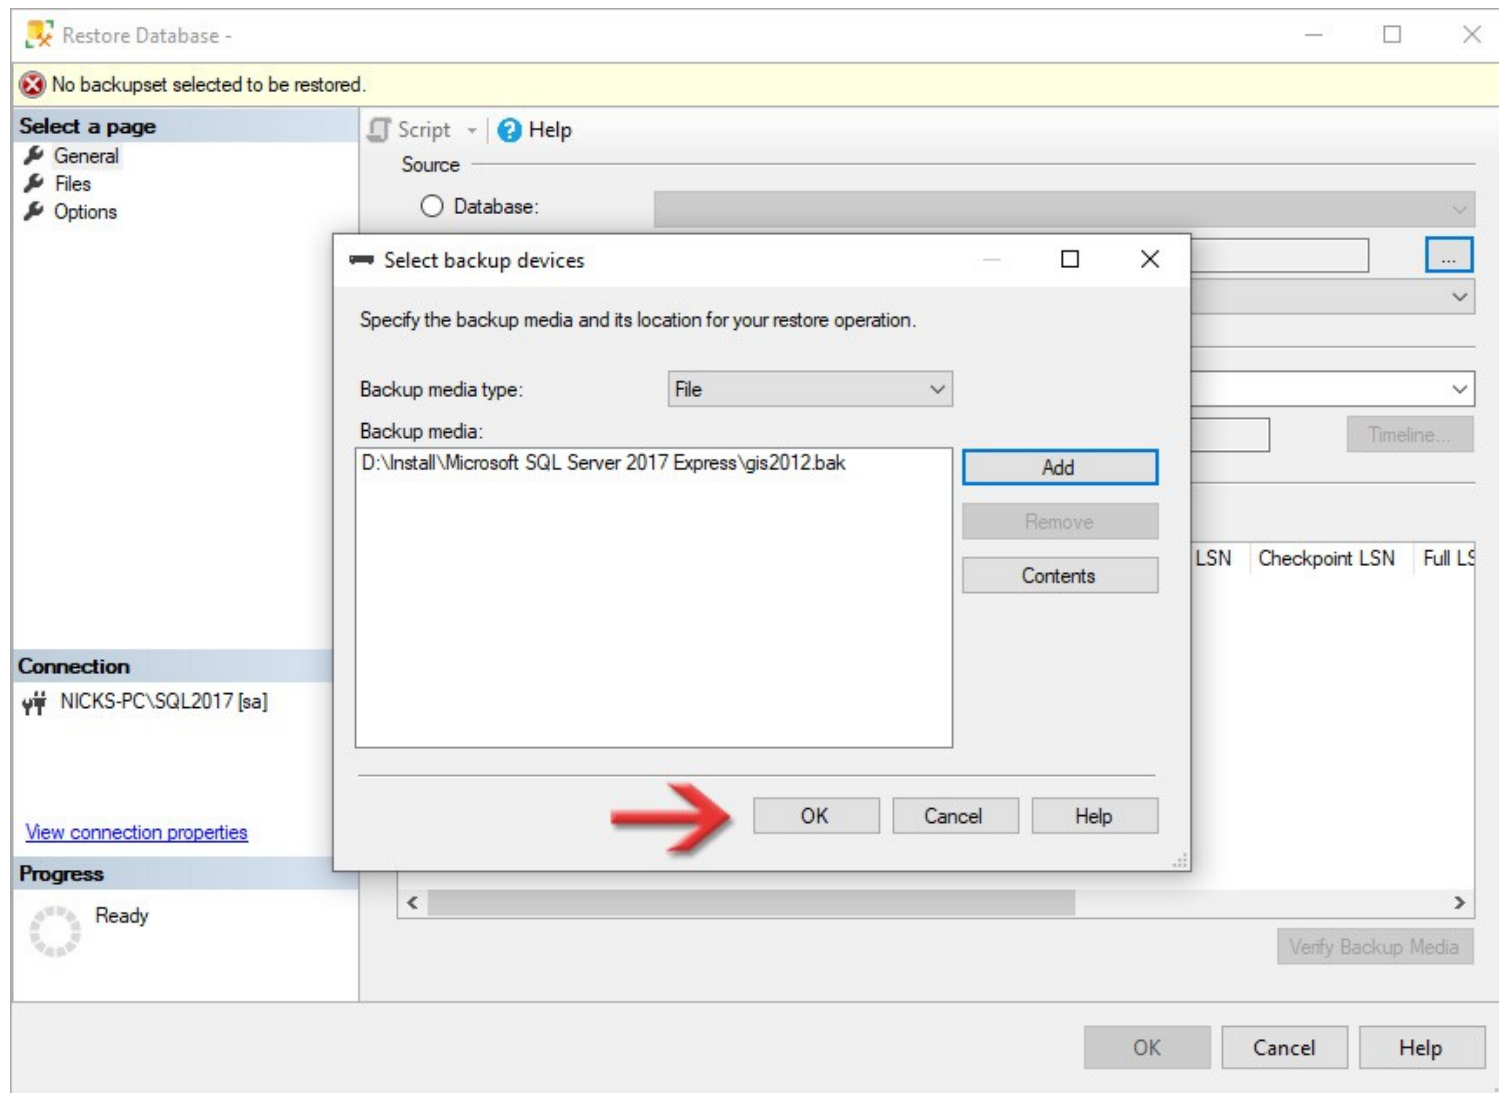 Restore Database -
No backupset selected to be restored.
Select a page
General
Files
Options
Script
Help
Source
Database:
...
Select backup devices
Specify the backup media and its location for your restore operation.
Backup media type:
File
Backup media:
D:\Install\Microsoft SQL Server 2017 Express\gis2012.bak
Add
Remove
Contents
OK
Cancel
Help
Timeline...
LSN
Checkpoint LSN
Full LS
Connection
NICKS-PC\SQL2017 [sa]
View connection properties
Progress
Ready
Verify Backup Media
OK
Cancel
Help